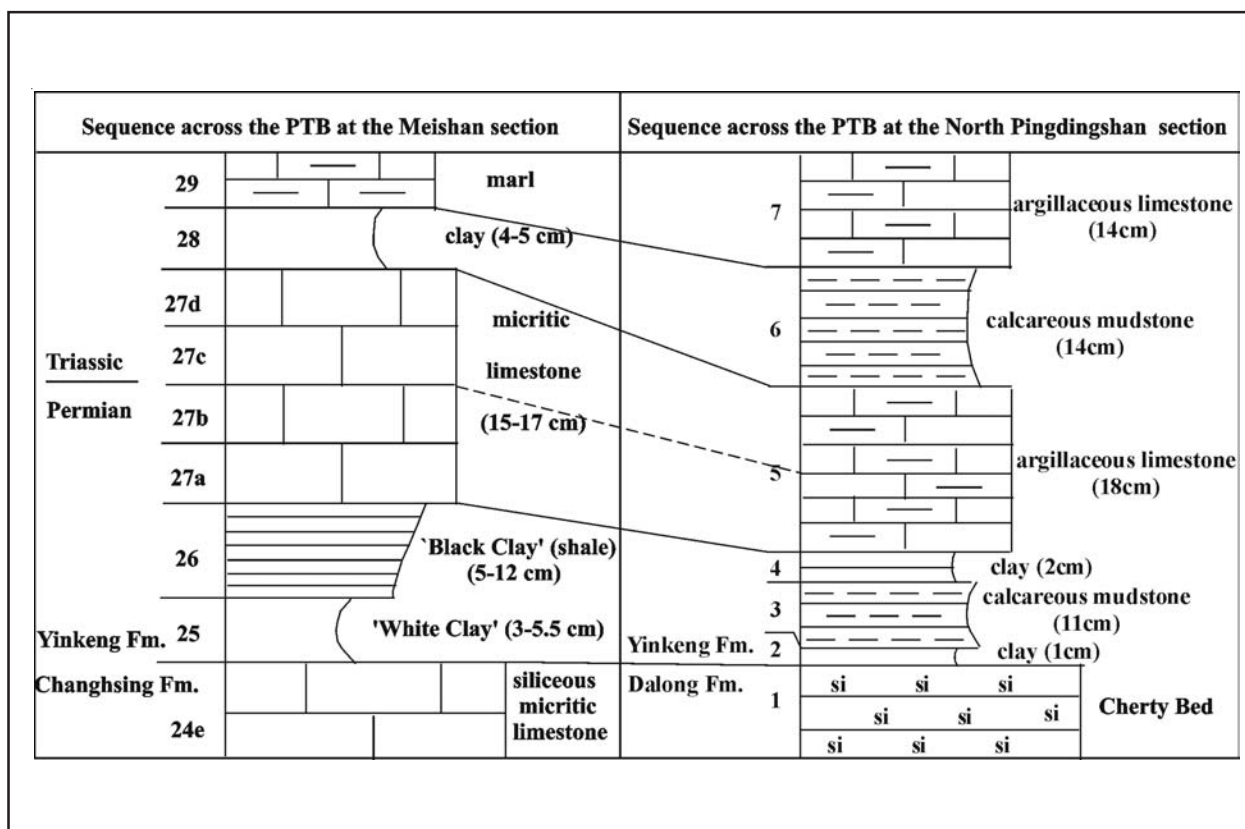 Sequence across the PTB at the Meishan section
Sequence across the PTB at the North Pingdingshan section
29
marl
28
clay (4-5 cm)
27d
micritic
27c
limestone
Triassic
Permian
27b
(15-17 cm)
27a
26
`Black Clay' (shale)
(5-12 cm)
Yinkeng Fm.
25
'White Clay' (3-5.5 cm)
Changhsing Fm.
24e
siliceous
micritic
limestone
7
argillaceous limestone
(14cm)
6
calcareous mudstone
(14cm)
5
argillaceous limestone
(18cm)
4
clay (2cm)
3
calcareous mudstone
(11cm)
Yinkeng Fm.
2
clay (1cm)
Dalong Fm.
1
si si si
si si si
si si si
Cherty Bed